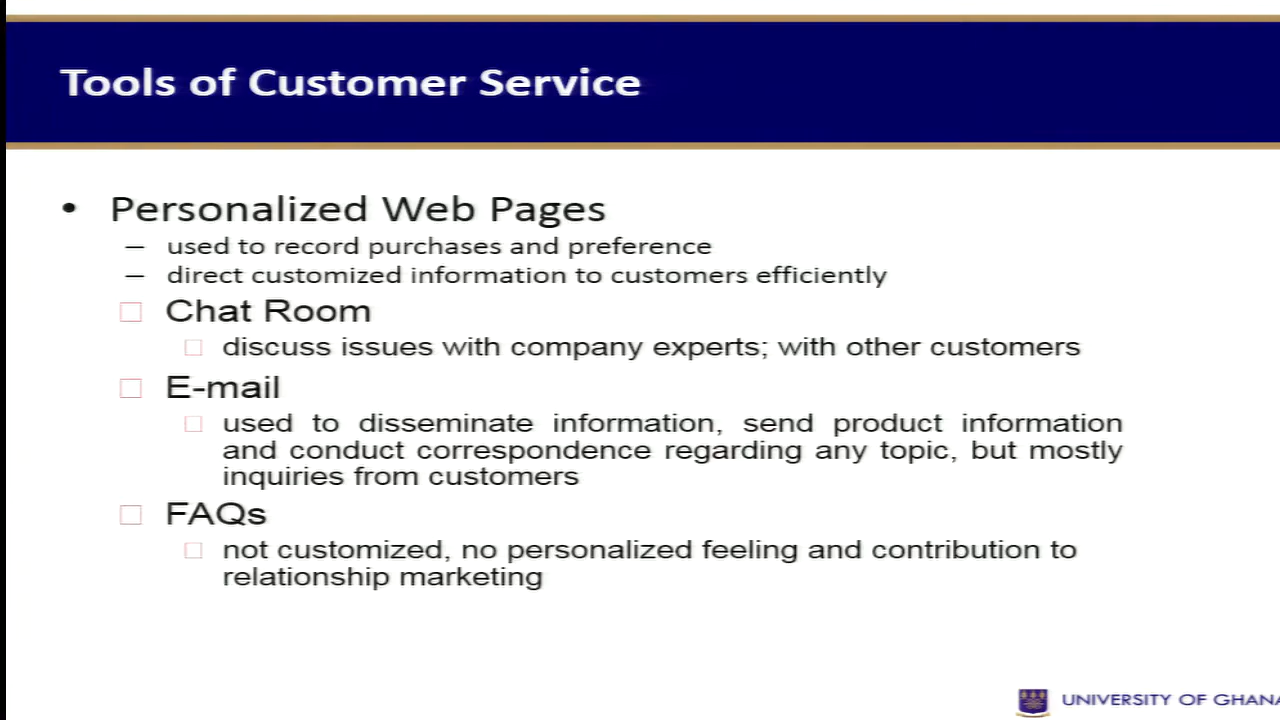 Tools of Customer Service
• Personalized Web Pages
– used to record purchases and preference
– direct customized information to customers efficiently
□ Chat Room
□ discuss issues with company experts; with other customers
□ E-mail
□ used to disseminate information, send product information
and conduct correspondence regarding any topic, but mostly
inquiries from customers
□ FAQs
□ not customized, no personalized feeling and contribution to
relationship marketing
UNIVERSITY OF GHANA